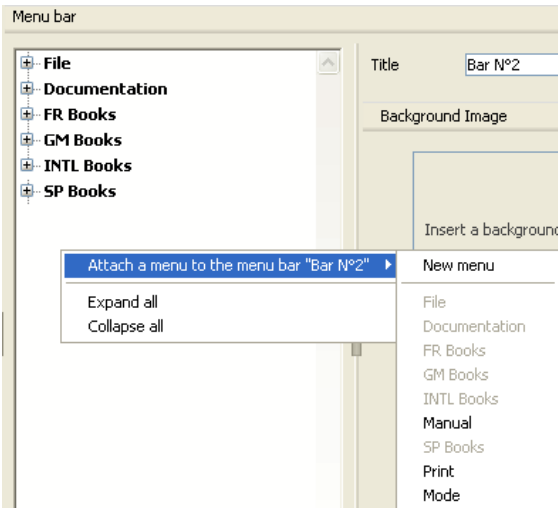 Menu bar
File
Documentation
FR Books
GM Books
INTL Books
SP Books
Title
Bar N°2
Background Image
Insert a background
Attach a menu to the menu bar "Bar N°2"
Expand all
Collapse all
New menu
File
Documentation
FR Books
GM Books
INTL Books
Manual
SP Books
Print
Mode